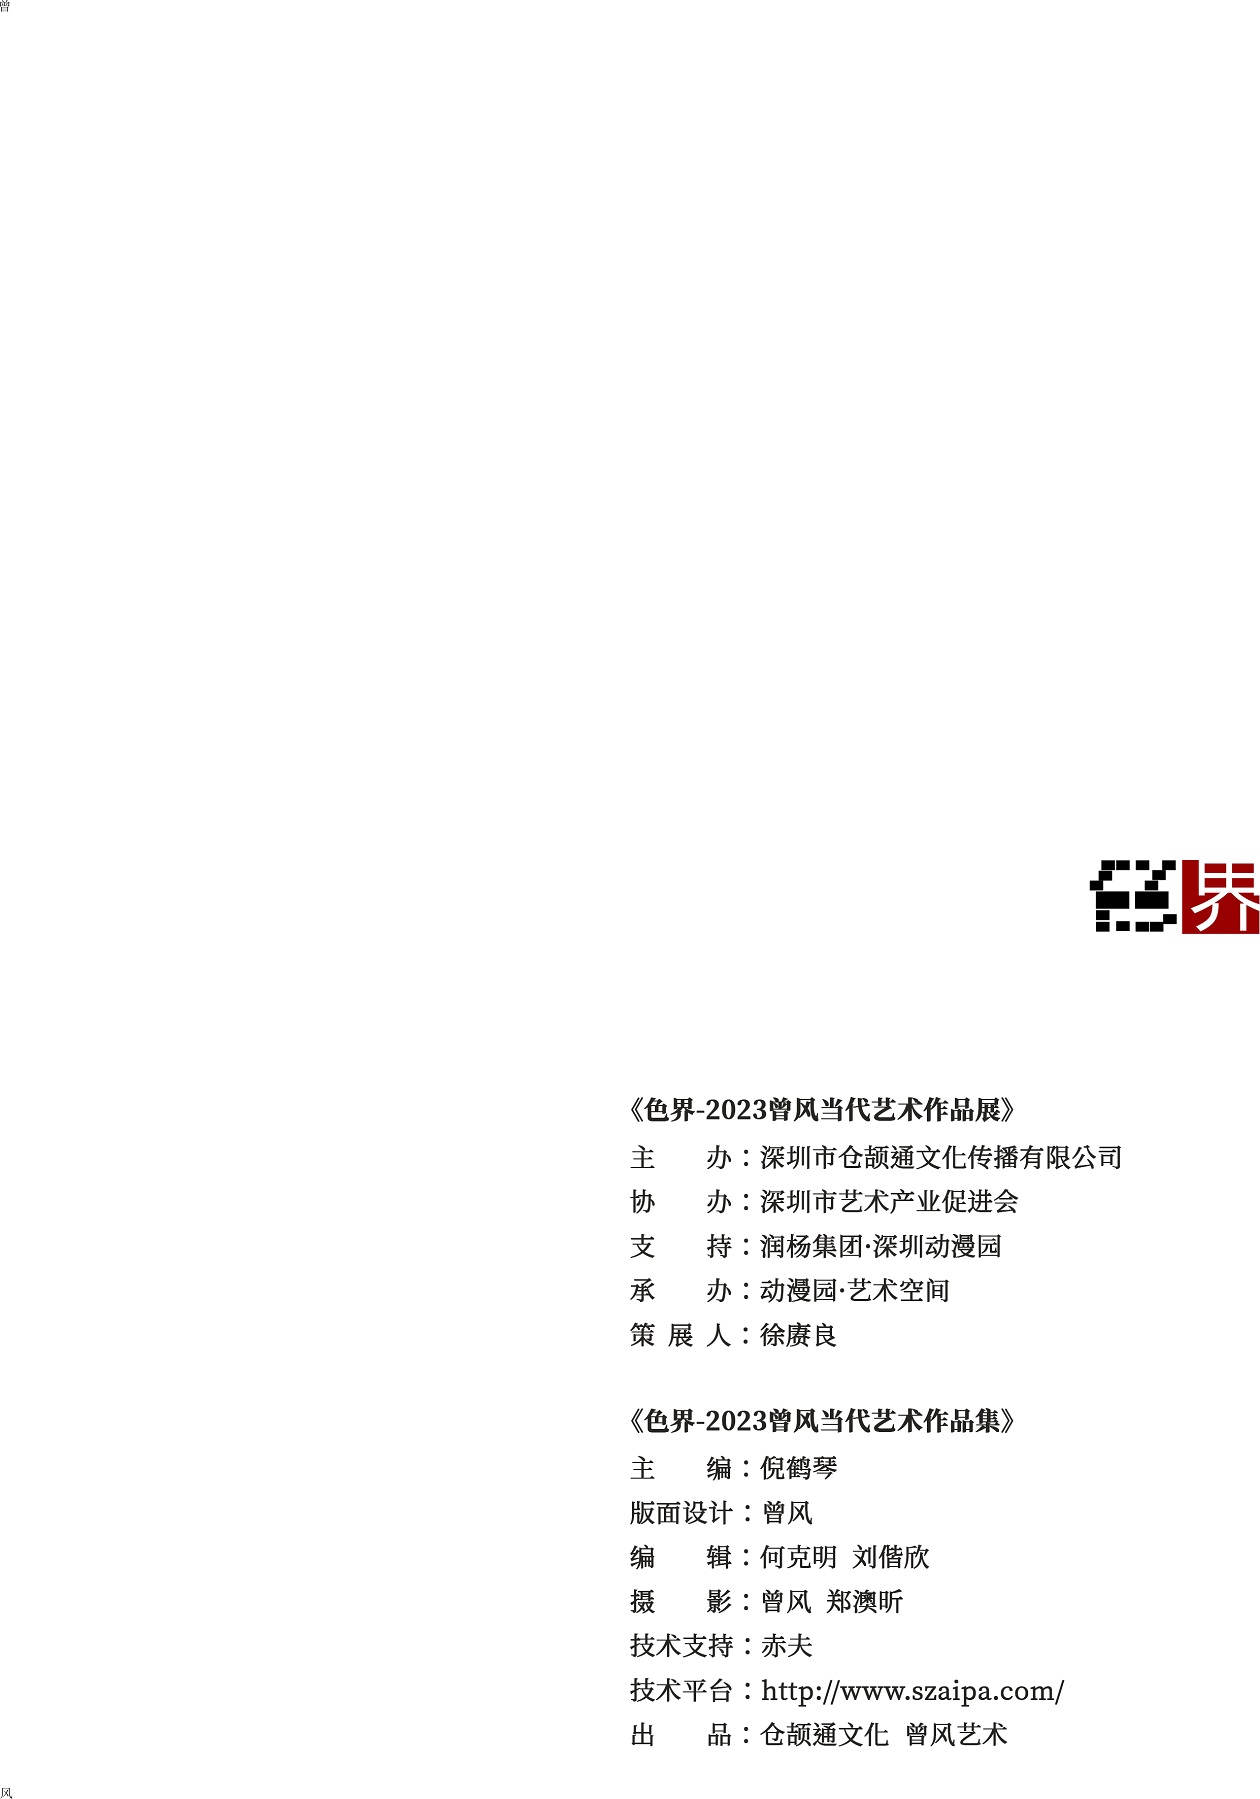 曾
色界
《色界-2023曾风当代艺术作品展》
主　　办：深圳市仓颉通文化传播有限公司
协　　办：深圳市艺术产业促进会
支　　持：润杨集团·深圳动漫园
承　　办：动漫园·艺术空间
策 展 人：徐赓良
《色界-2023曾风当代艺术作品集》
主　　编：倪鹤琴
版面设计：曾风
编　　辑：何克明 刘偕欣
摄　　影：曾风 郑澳昕
技术支持：赤夫
技术平台：http://www.szaipa.com/
出　　品：仓颉通文化 曾风艺术
风